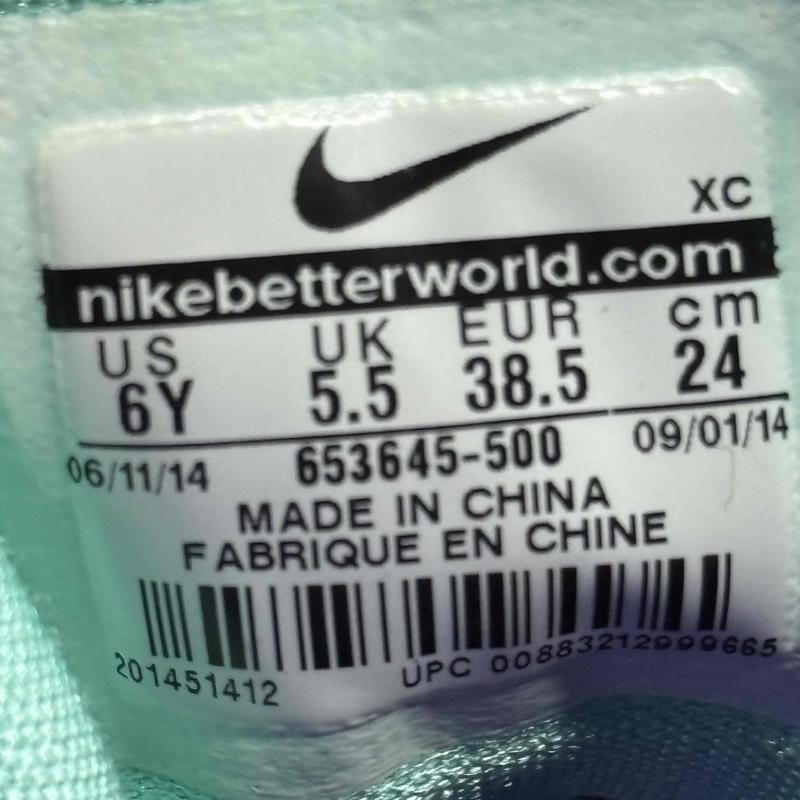 XC
nikebetterworld.com
US UK EUR cm
6Y 5.5 38.5 24
06/11/14 653645-500 09/01/14
MADE IN CHINA
FABRIQUE EN CHINE
201451412 UPC 00883212999665